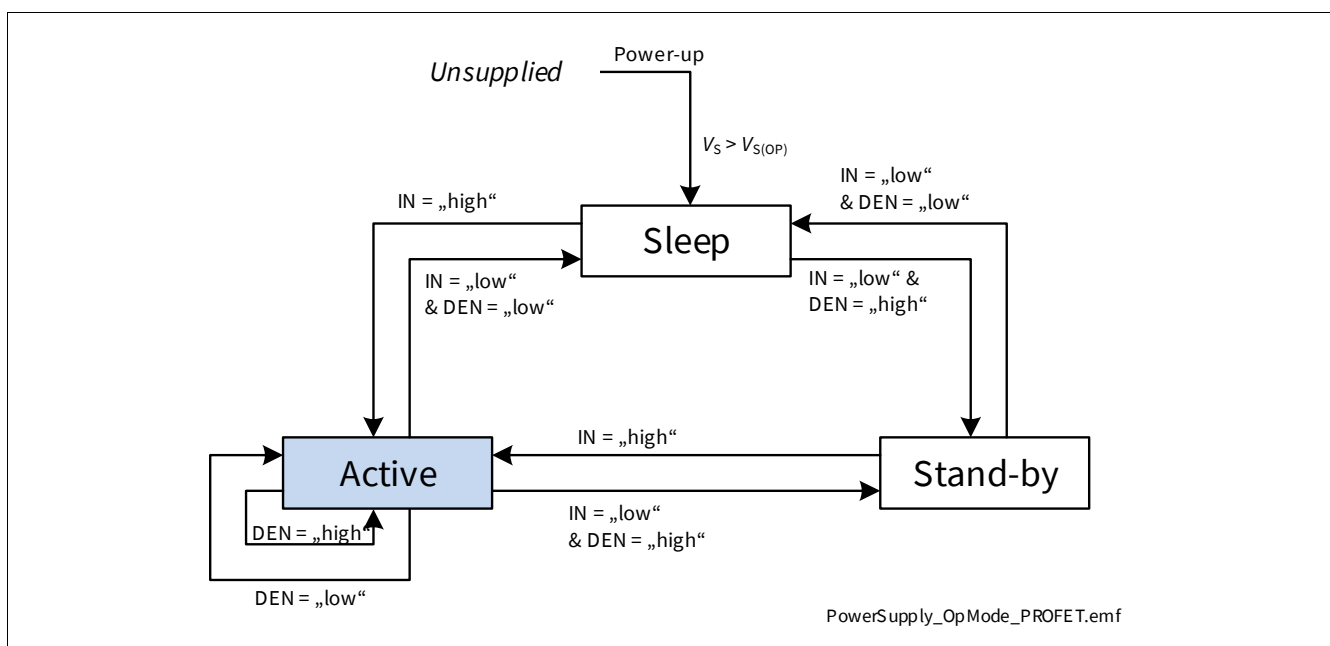 Power-up
Unsupplied
VS > VS(OP)
IN = „low“
& DEN = „low“
IN = „high“
Sleep
IN = „low“
& DEN = „low“
IN = „low“ &
DEN = „high“
IN = „high“
Active
Stand-by
DEN = „high“
IN = „low“
& DEN = „high“
DEN = „low“
PowerSupply_OpMode_PROFET.emf